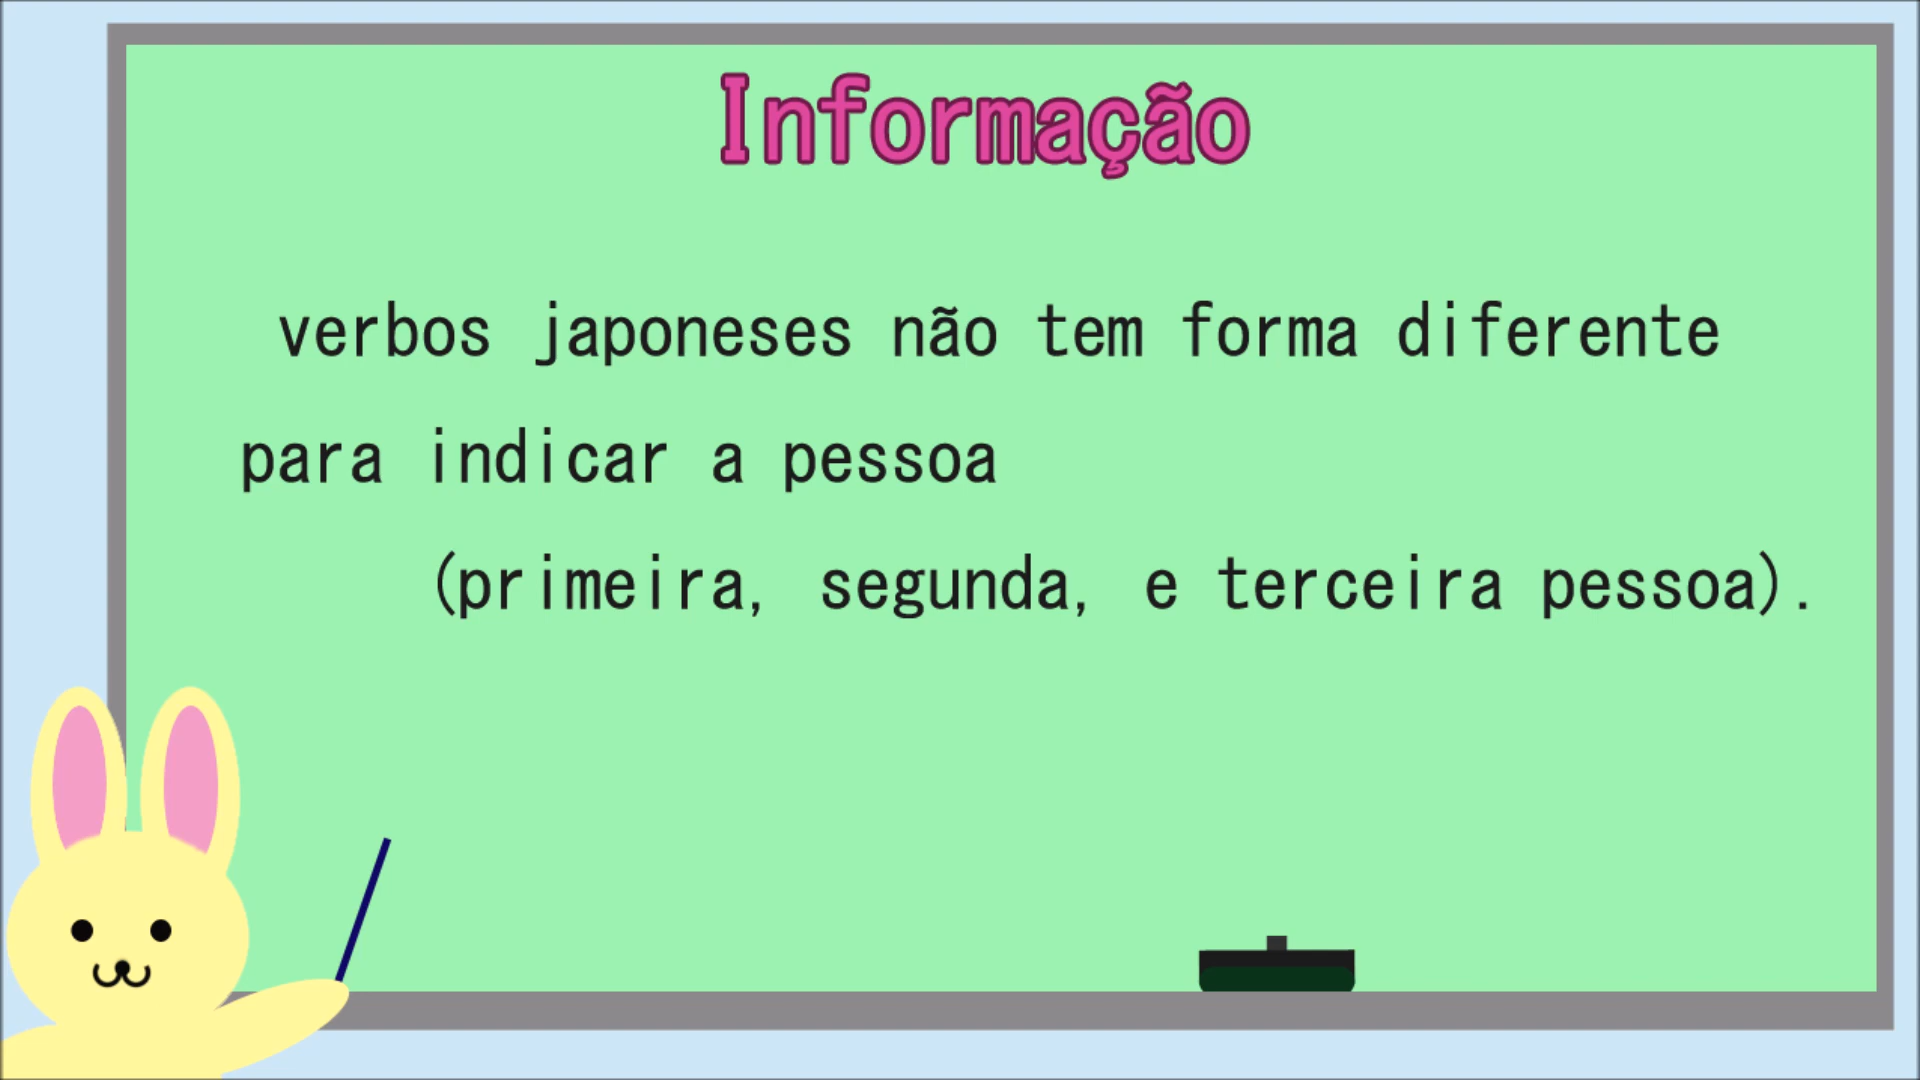 Informação
verbos japoneses não tem forma diferente
para indicar a pessoa
(primeira, segunda, e terceira pessoa).